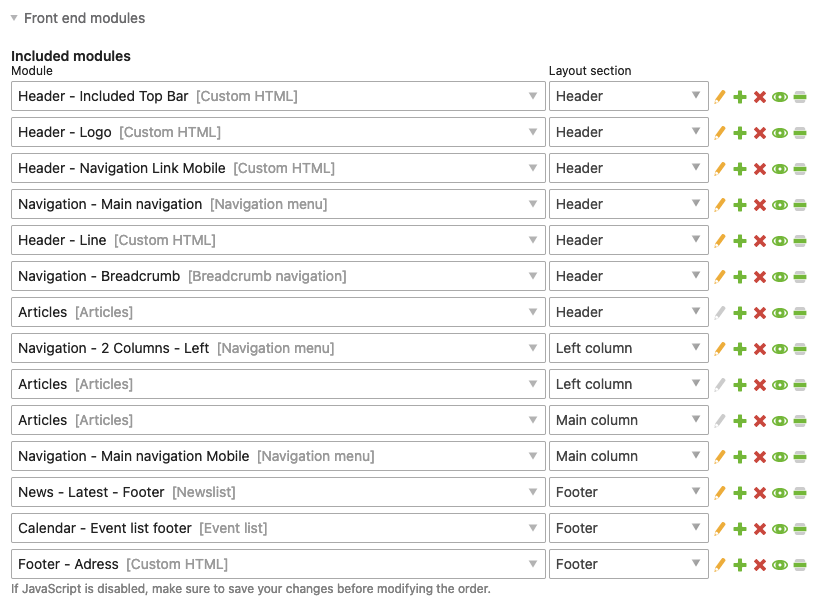 Front end modules
Included modules
Module Layout section
Header - Included Top Bar [Custom HTML] Header
Header - Logo [Custom HTML] Header
Header - Navigation Link Mobile [Custom HTML] Header
Navigation - Main navigation [Navigation menu] Header
Header - Line [Custom HTML] Header
Navigation - Breadcrumb [Breadcrumb navigation] Header
Articles [Articles] Header
Navigation - 2 Columns - Left [Navigation menu] Left column
Articles [Articles] Left column
Articles [Articles] Main column
Navigation - Main navigation Mobile [Navigation menu] Main column
News - Latest - Footer [Newslist] Footer
Calendar - Event list footer [Event list] Footer
Footer - Adress [Custom HTML] Footer
If JavaScript is disabled, make sure to save your changes before modifying the order.